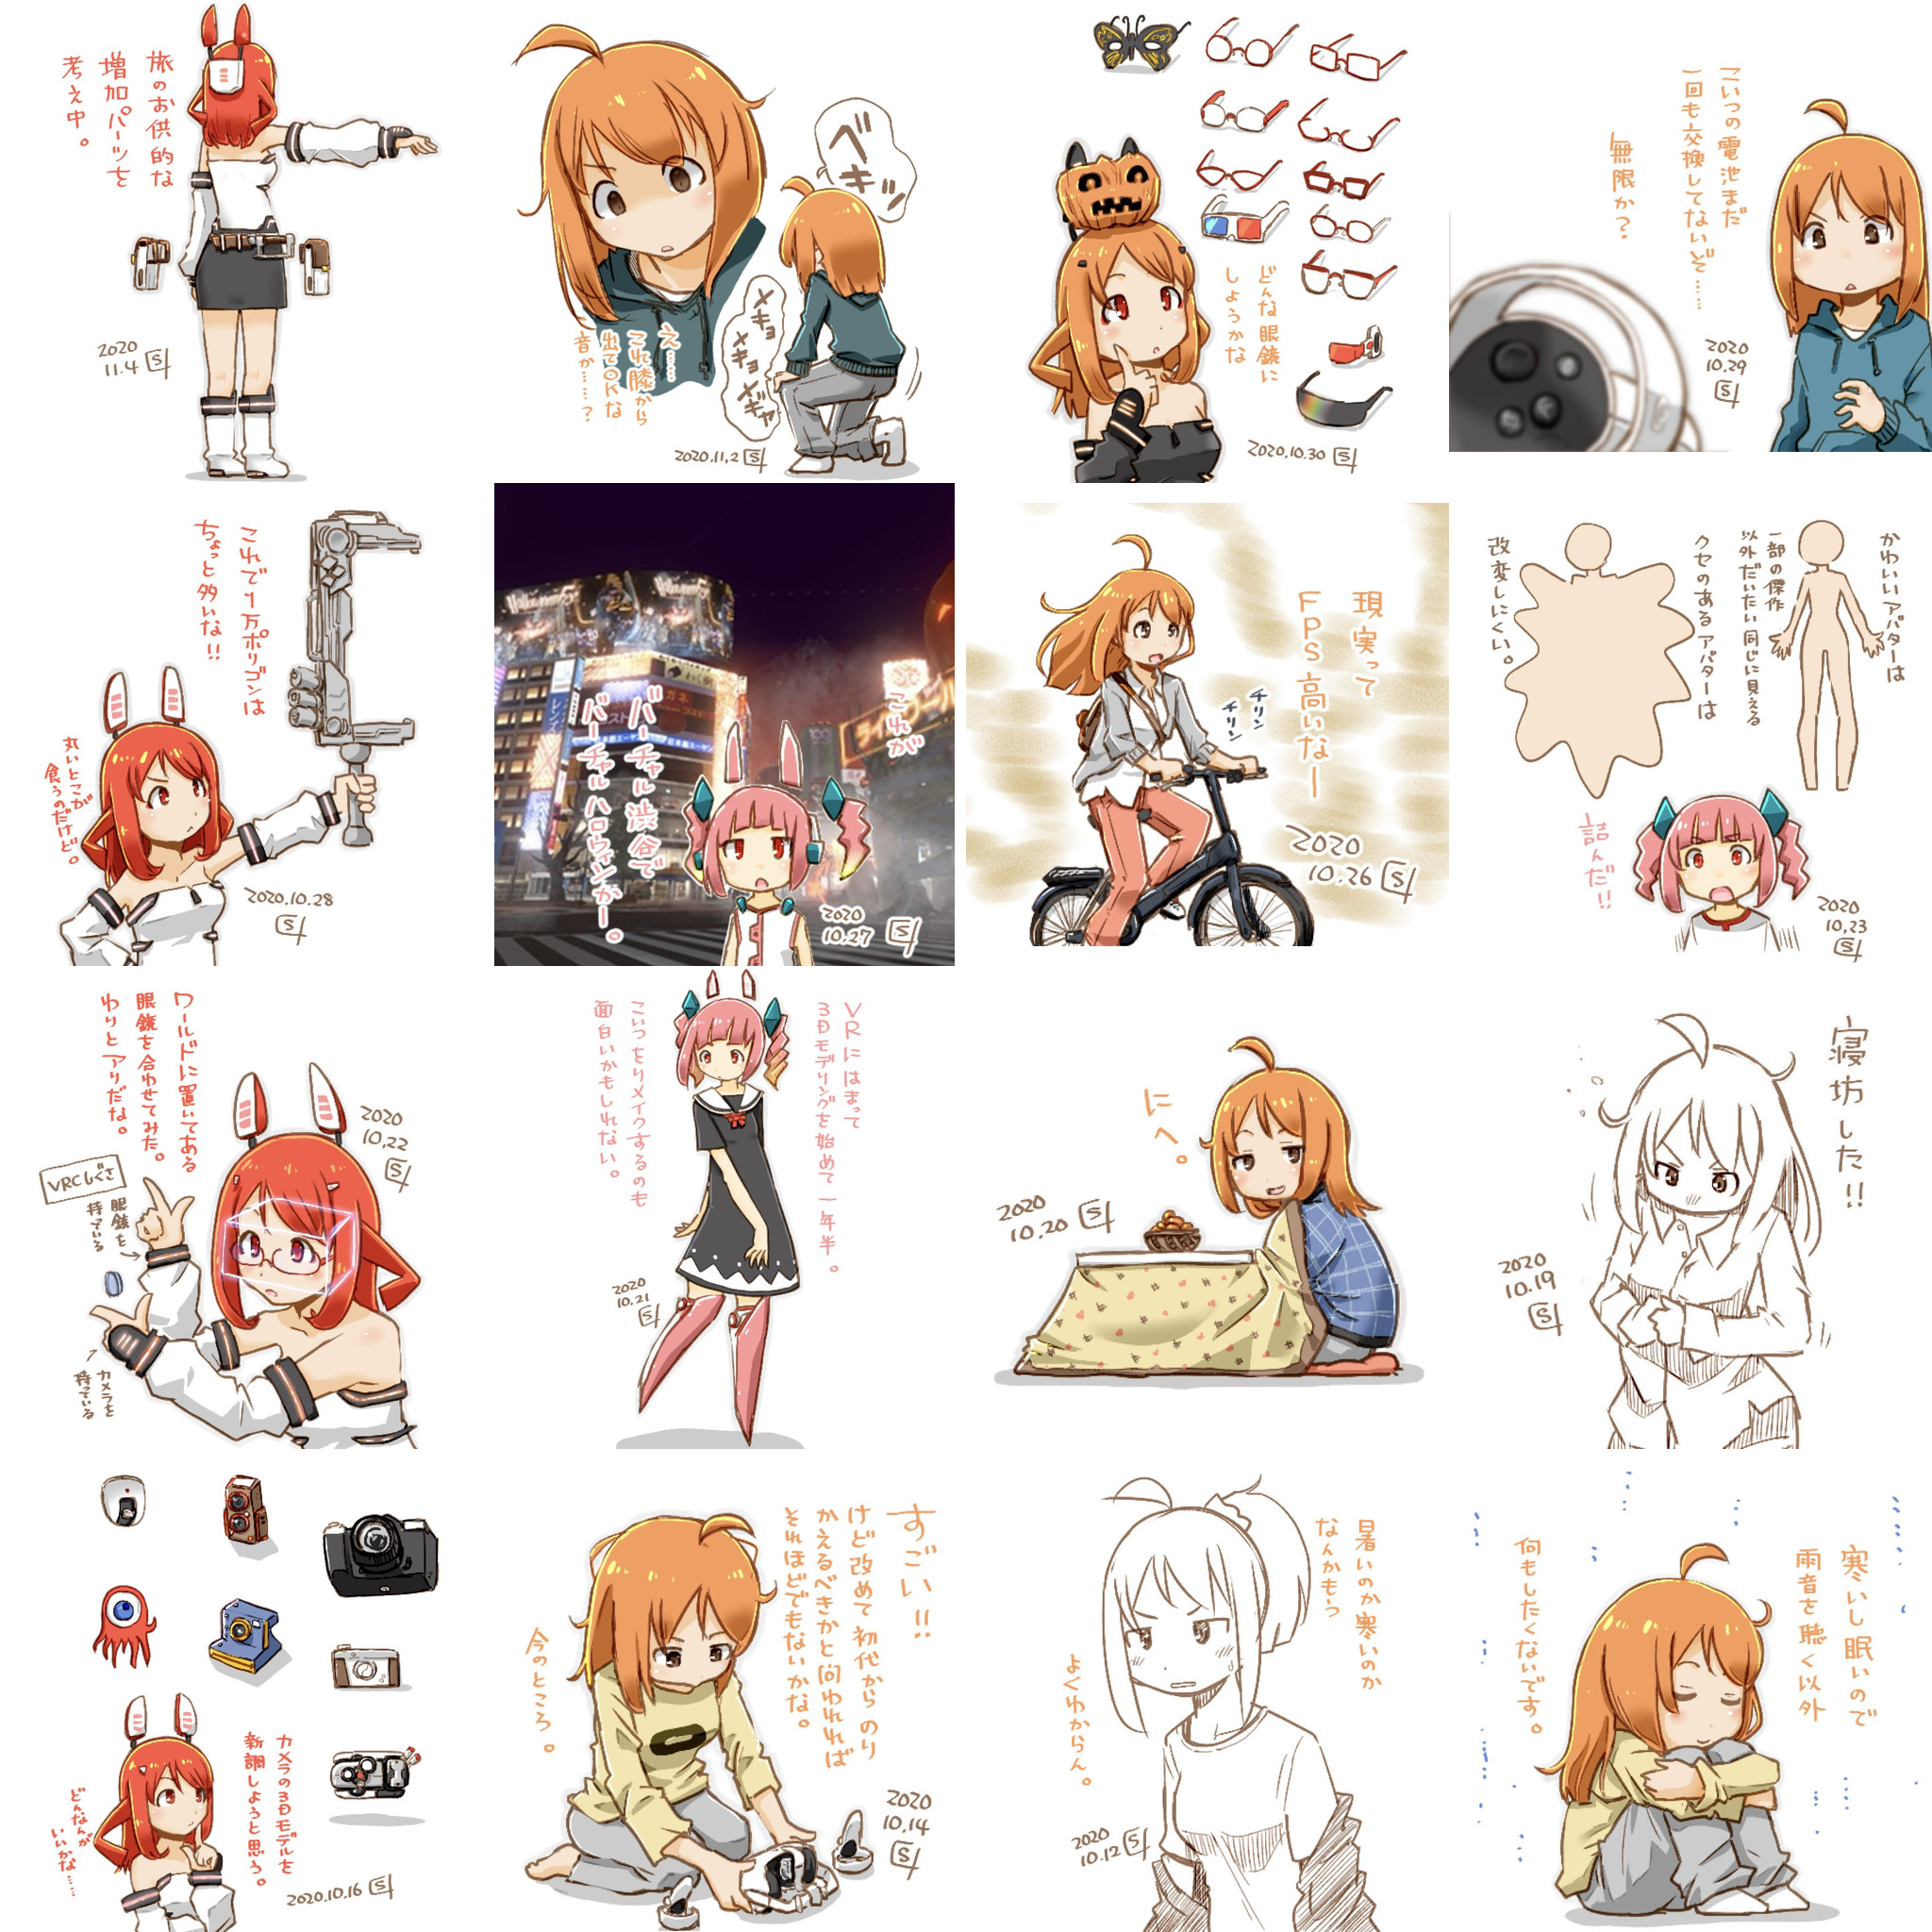 旅のお供的な
増加パーツを
考え中。
2020
11.4
ベキッ
メキョ
メキョ
メギャ
え……
これ膝から
出てOKな
音か……？
2020.11.2
どんな眼鏡に
しようかな
2020.10.30
こいつの電池まだ
一回も交換してないぞ……
無限か？
2020
10.29
これで1万ポリゴンは
ちょっと多いな!!
丸いとこが
食うのだけど。
2020.10.28
これが
バーチャル渋谷で
バーチャルハロウィンかー。
2020
10.27
現実って
FPS高いなー
チリン
チリン
2020
10.26
かわいいアバターは
一部の傑作
以外だいたい同じに見える
クセのあるアバターは
改変しにくい。
詰んだ!!
2020
10.23
ワールドに置いてある
眼鏡を合わせてみた。
わりとアリだな。
2020
10.22
VRCしぐさ
眼鏡を
持っている
カメラを
持っている
VRにはまって
3Dモデリングを始めて一年半。
こいつをリメイクするのも
面白いかもしれない。
2020
10.21
にへ。
2020
10.20
寝坊した!!
2020
10.19
カメラの3Dモデルを
新調しようと思う。
どんなんが
いいかな……
2020.10.16
すごい!!
けど改めて初代からのり
かえるべきかと問われれば
それほどでもないかな。
今のところ。
2020
10.14
暑いのか寒いのか
なんかもう
よくわからん。
2020
10.12
寒いし眠いので
雨音を聴く以外
何もしたくないです。